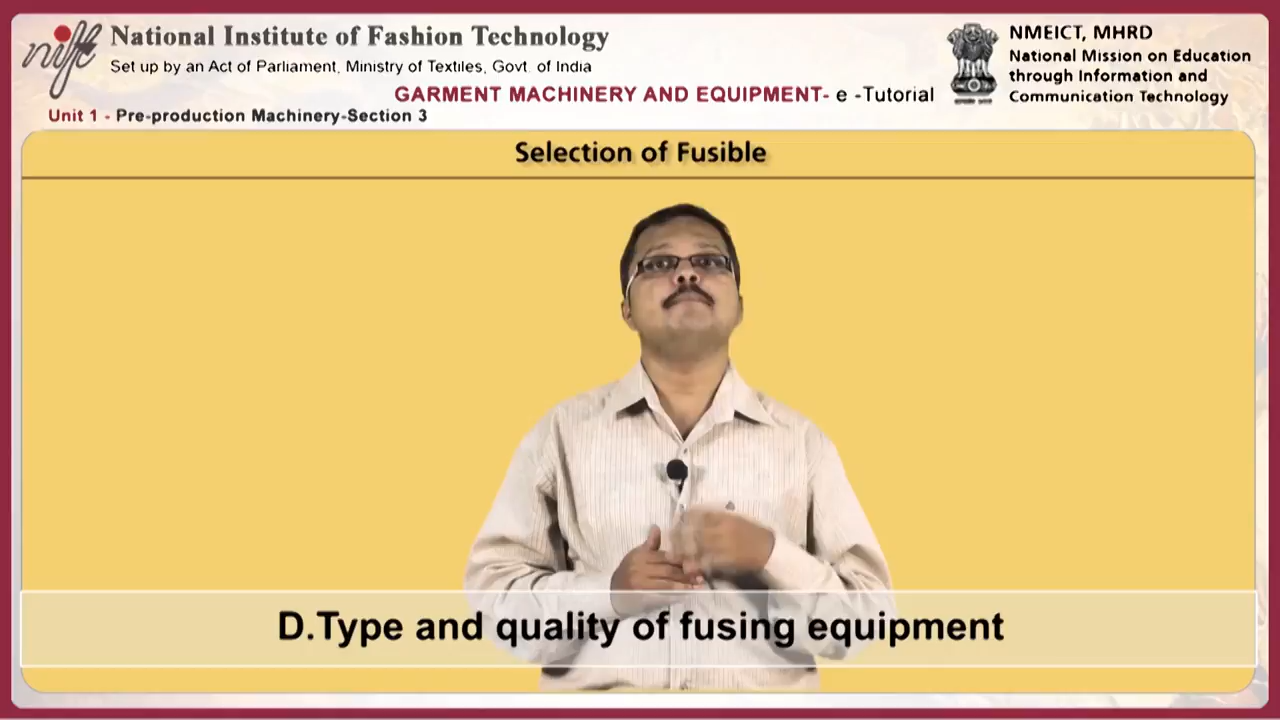 nift
National Institute of Fashion Technology
Set up by an Act of Parliament, Ministry of Textiles, Govt. of India
NMEICT, MHRD
National Mission on Education
through Information and
Communication Technology
GARMENT MACHINERY AND EQUIPMENT- e -Tutorial
Unit 1 - Pre-production Machinery-Section 3
Selection of Fusible
D.Type and quality of fusing equipment